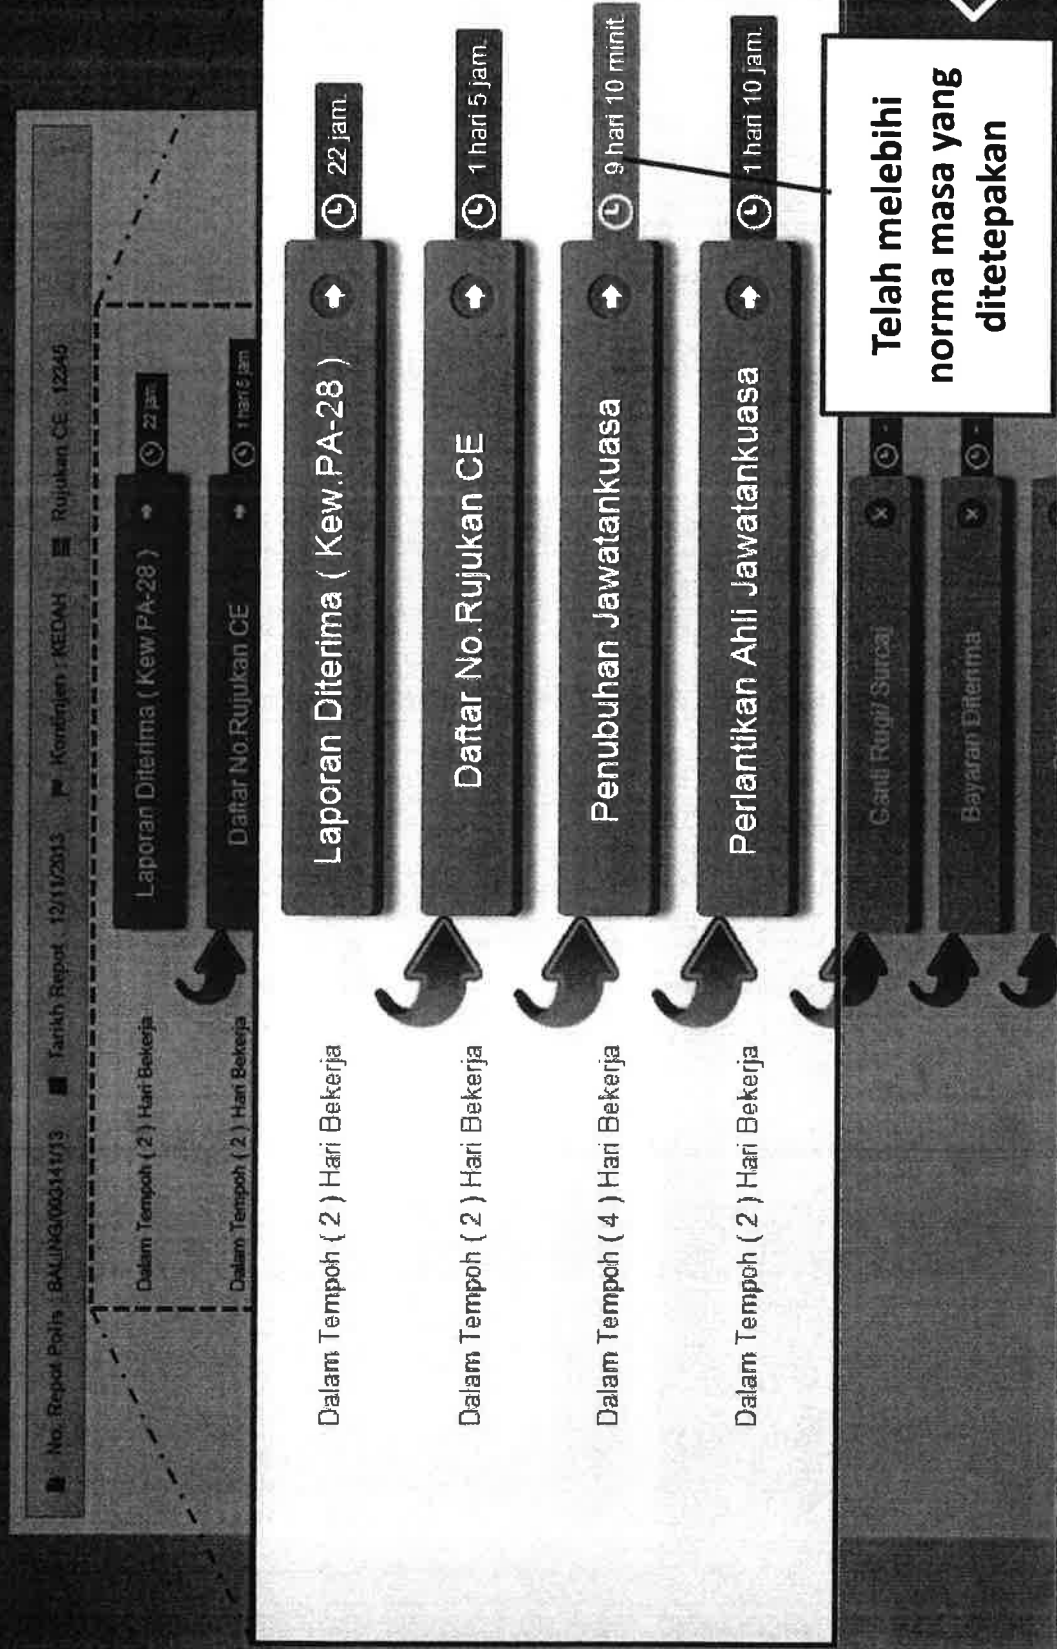 No. Repot Polis : BALING/003141/13 Tarikh Repot : 12/11/20 Kontinjen : KEDAH Rujukan CE : 12345
Dalam Tempoh ( 2 ) Hari Bekerja Laporan Diterima ( Kew.PA-28 ) 22 jam.
Dalam Tempoh ( 2 ) Hari Bekerja Daftar No.Rujukan CE 1 hari 5 jam
Dalam Tempoh ( 2 ) Hari Bekerja Laporan Diterima ( Kew.PA-28 ) 22 jam.
Dalam Tempoh ( 2 ) Hari Bekerja Daftar No.Rujukan CE 1 hari 5 jam.
Dalam Tempoh ( 4 ) Hari Bekerja Penubuhan Jawatankuasa 9 hari 10 minit
Dalam Tempoh ( 2 ) Hari Bekerja Perlantikan Ahli Jawatankuasa 1 hari 10 jam.
Ganti Rugi/Surcaj -
Bayaran Diterma -
Telah melebihi
norma masa yang
ditetepakan